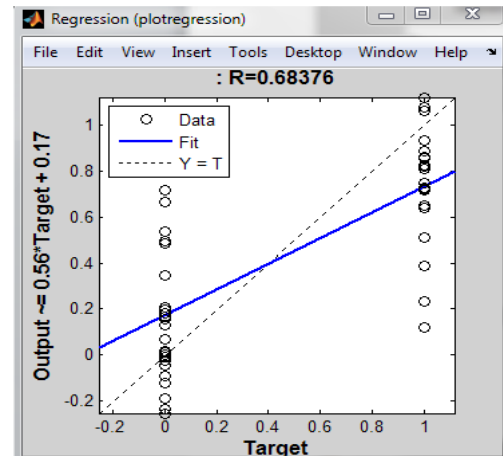 Regression (plotregression)
File Edit View Insert Tools Desktop Window Help
: R=0.68376
Output ~= 0.56*Target + 0.17
Data
Fit
Y = T
1
0.8
0.6
0.4
0.2
0
-0.2
-0.2 0 0.2 0.4 0.6 0.8 1
Target